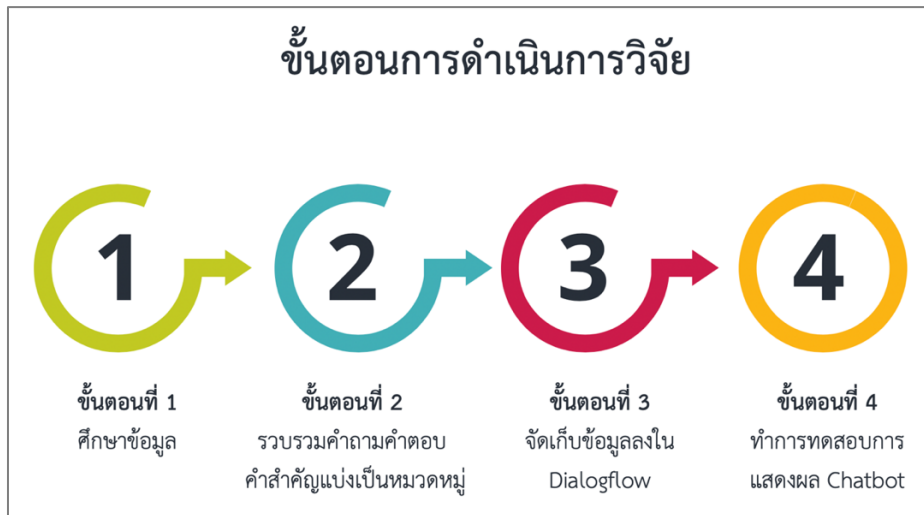 ขั้นตอนการดำเนินการวิจัย
1
2
3
4
ขั้นตอนที่ 1
ศึกษาข้อมูล
ขั้นตอนที่ 2
รวบรวมคำถามคำตอบ
คำสำคัญแบ่งเป็นหมวดหมู่
ขั้นตอนที่ 3
จัดเก็บข้อมูลลงใน
Dialogflow
ขั้นตอนที่ 4
ทำการทดสอบการ
แสดงผล Chatbot